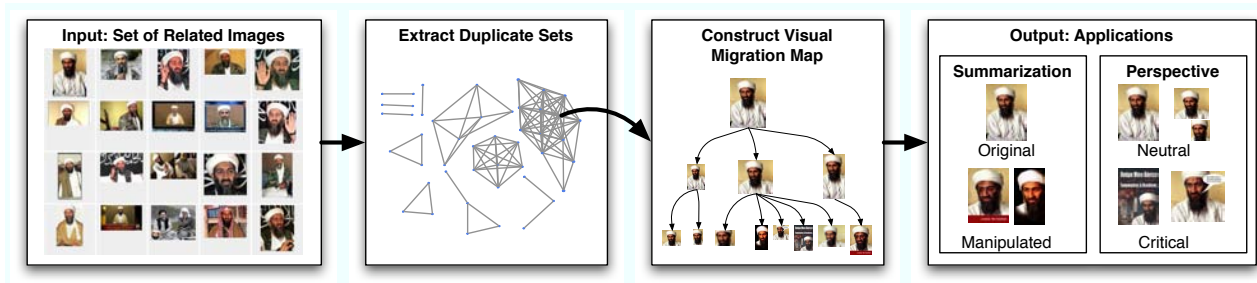 Input: Set of Related Images
Extract Duplicate Sets
Construct Visual
Migration Map
Output: Applications
Summarization
Original
Manipulated
Perspective
Neutral
Critical